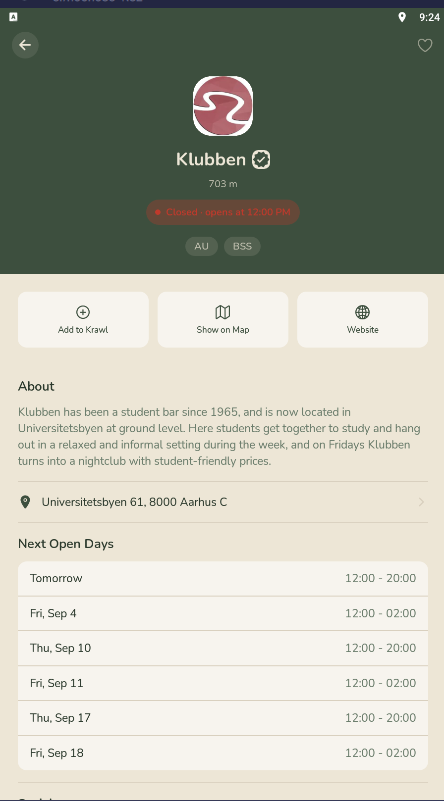 A
9:24
Klubben
703 m
Closed · opens at 12:00 PM
AU
BSS
Add to Krawl
Show on Map
Website
About
Klubben has been a student bar since 1965, and is now located in
Universitetsbyen at ground level. Here students get together to study and hang
out in a relaxed and informal setting during the week, and on Fridays Klubben
turns into a nightclub with student-friendly prices.
Universitetsbyen 61, 8000 Aarhus C
Next Open Days
Tomorrow 12:00 - 20:00
Fri, Sep 4 12:00 - 02:00
Thu, Sep 10 12:00 - 20:00
Fri, Sep 11 12:00 - 02:00
Thu, Sep 17 12:00 - 20:00
Fri, Sep 18 12:00 - 02:00